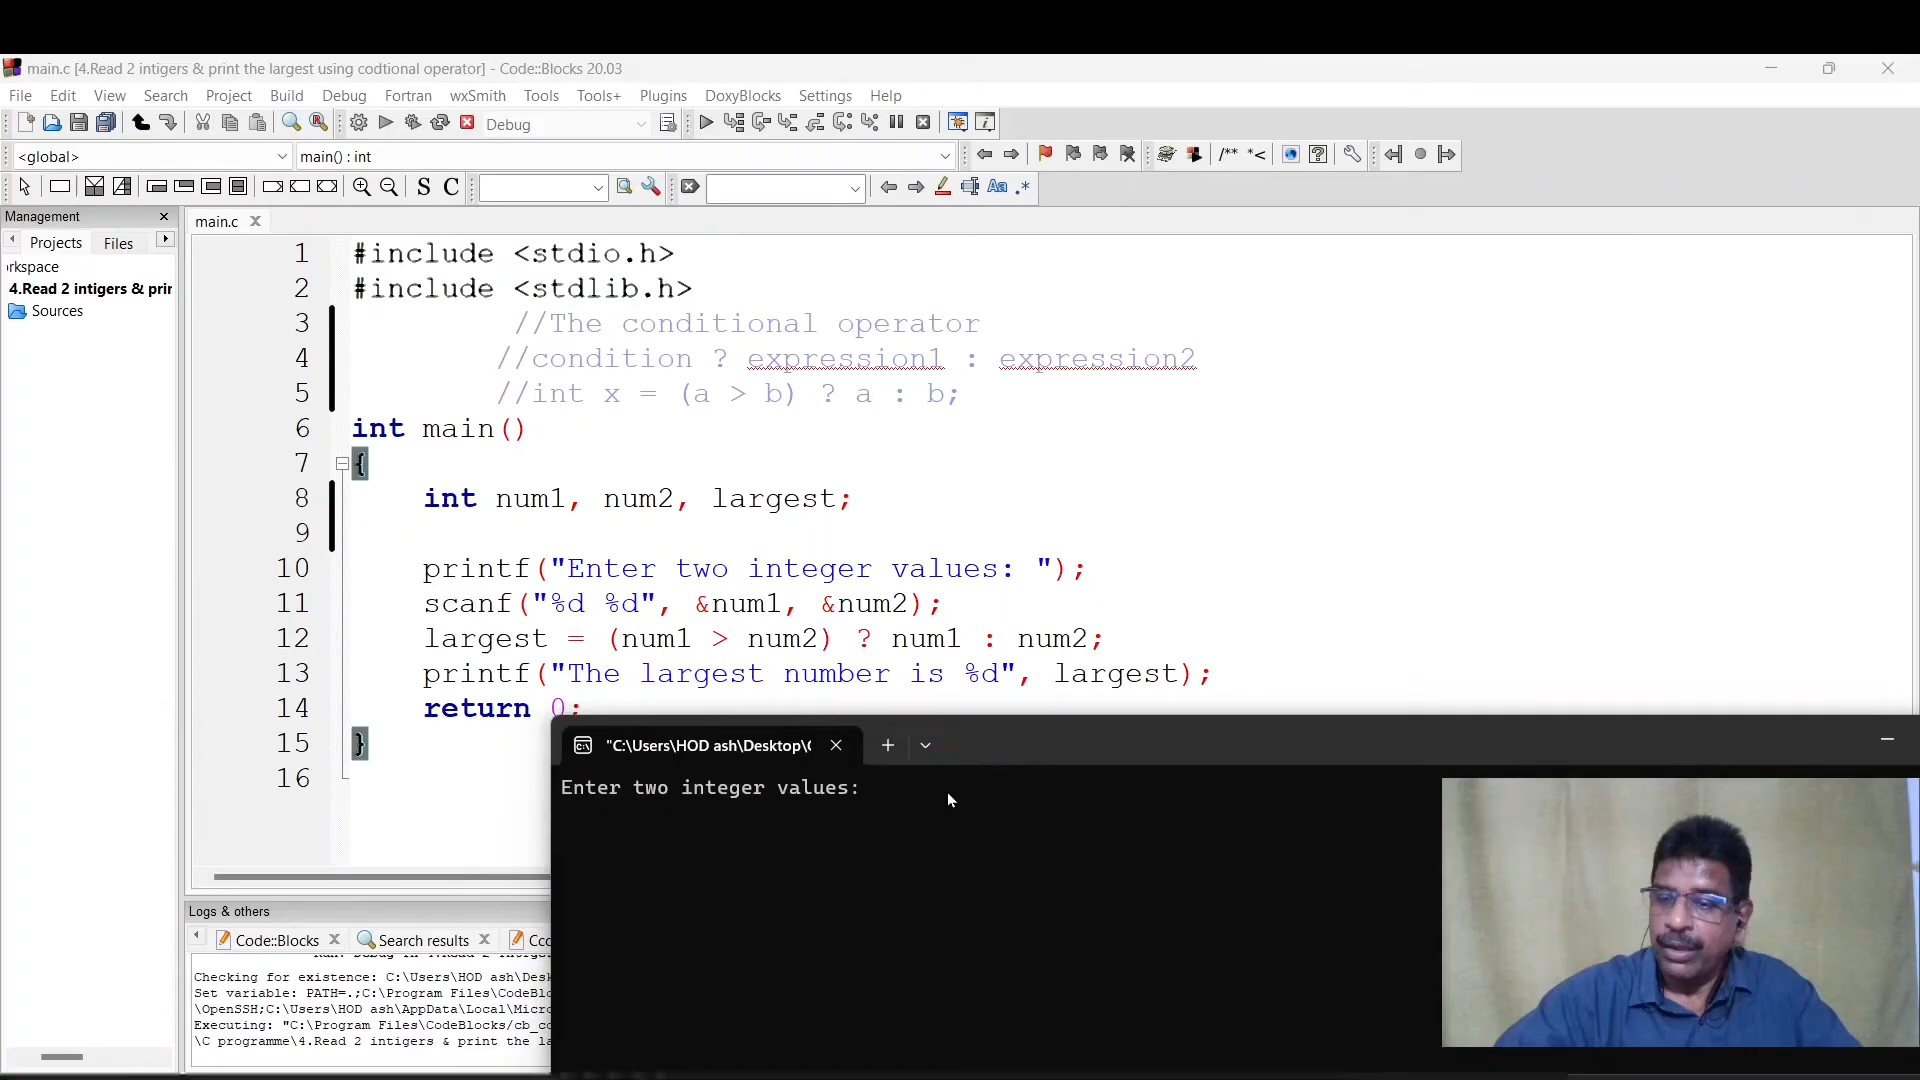 main.c [4.Read 2 intigers & print the largest using codtional operator] - Code::Blocks 20.03
File Edit View Search Project Build Debug Fortran wxSmith Tools Tools+ Plugins DoxyBlocks Settings Help
Debug
<global> main() : int
/** *<
S C Aa .*
Management
main.c
Projects Files
rkspace
4.Read 2 intigers & prir
Sources
1 #include <stdio.h>
2 #include <stdlib.h>
3 //The conditional operator
4 //condition ? expression1 : expression2
5 //int x = (a > b) ? a : b;
6 int main()
7 {
8 int num1, num2, largest;
9
10 printf("Enter two integer values: ");
11 scanf("%d %d", &num1, &num2);
12 largest = (num1 > num2) ? num1 : num2;
13 printf("The largest number is %d", largest);
14 return 0;
15 }
16
"C:\Users\HOD ash\Desktop\C
Enter two integer values:
Logs & others
Code::Blocks Search results Ccc
Checking for existence: C:\Users\HOD ash\Desk
Set variable: PATH=.;C:\Program Files\CodeBlo
\OpenSSH;C:\Users\HOD ash\AppData\Local\Micro
Executing: "C:\Program Files\CodeBlocks/cb_co
\C programme\4.Read 2 intigers & print the la